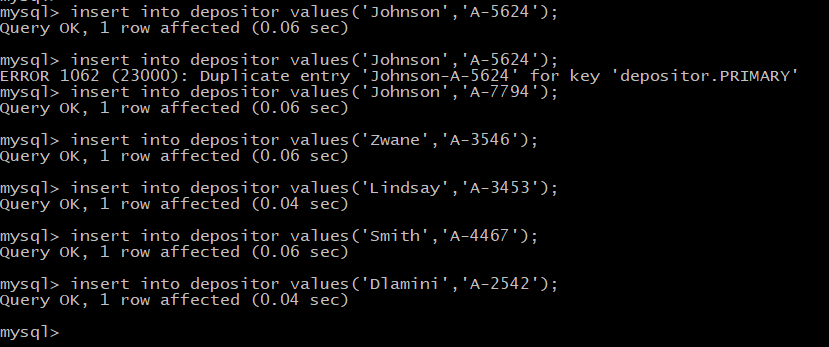 mysql> insert into depositor values('Johnson','A-5624');
Query OK, 1 row affected (0.06 sec)
mysql> insert into depositor values('Johnson','A-5624');
ERROR 1062 (23000): Duplicate entry 'Johnson-A-5624' for key 'depositor.PRIMARY'
mysql> insert into depositor values('Johnson','A-7794');
Query OK, 1 row affected (0.06 sec)
mysql> insert into depositor values('Zwane','A-3546');
Query OK, 1 row affected (0.06 sec)
mysql> insert into depositor values('Lindsay','A-3453');
Query OK, 1 row affected (0.04 sec)
mysql> insert into depositor values('Smith','A-4467');
Query OK, 1 row affected (0.06 sec)
mysql> insert into depositor values('Dlamini','A-2542');
Query OK, 1 row affected (0.04 sec)
mysql>